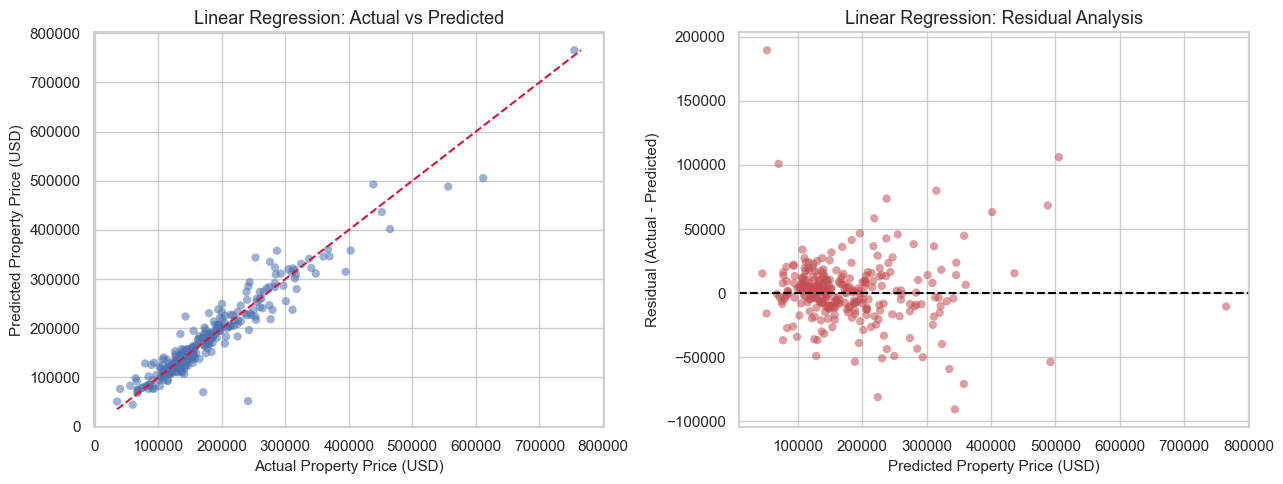 Linear Regression: Actual vs Predicted
800000
700000
600000
500000
400000
300000
200000
100000
0
Predicted Property Price (USD)
0 100000 200000 300000 400000 500000 600000 700000 800000
Actual Property Price (USD)
Linear Regression: Residual Analysis
200000
150000
100000
50000
0
−50000
−100000
Residual (Actual - Predicted)
100000 200000 300000 400000 500000 600000 700000 800000
Predicted Property Price (USD)